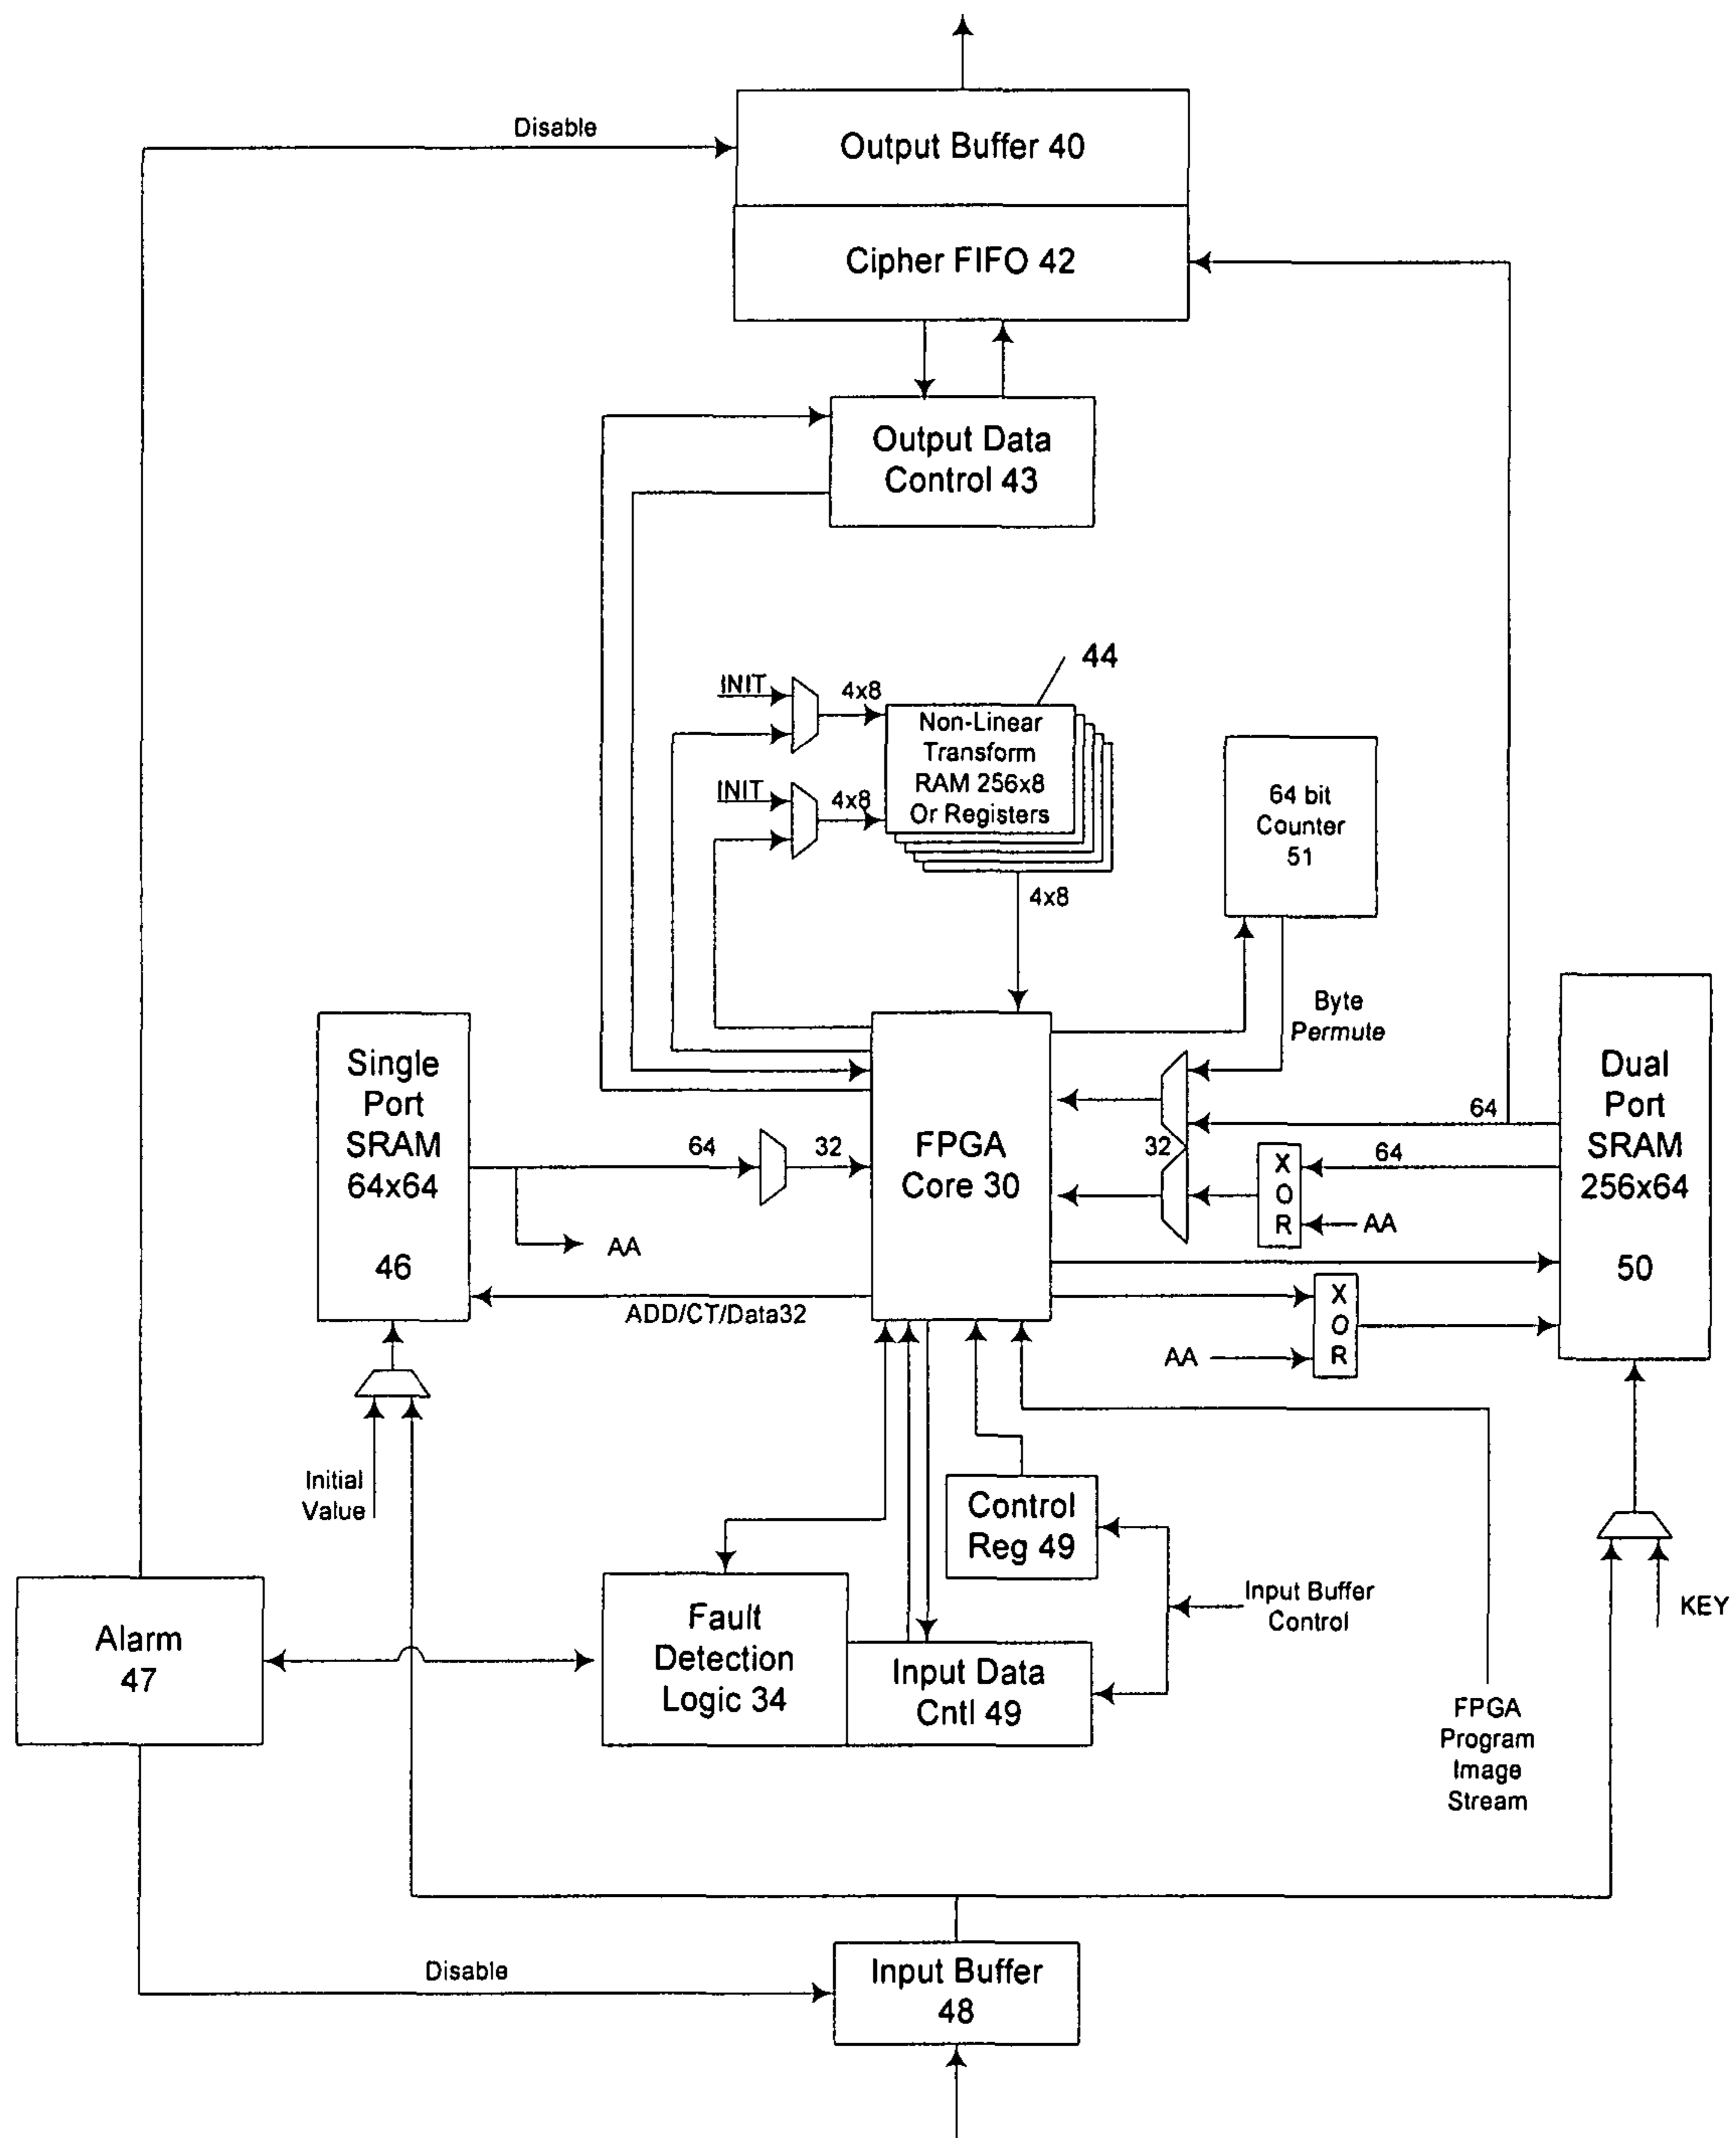 Disable
Output Buffer 40
Cipher FIFO 42
Output Data
Control 43
44
INIT
4x8
Non-Linear
Transform
RAM 256x8
Or Registers
INIT
4x8
4x8
64 bit
Counter
51
Byte
Permute
Single
Port
SRAM
64x64
46
64
32
AA
ADD/CT/Data32
FPGA
Core 30
32
64
64
X
O
R
AA
X
O
R
AA
Dual
Port
SRAM
256x64
50
Initial
Value
Control
Reg 49
Input Buffer
Control
KEY
Alarm
47
Fault
Detection
Logic 34
Input Data
Cntl 49
FPGA
Program
Image
Stream
Disable
Input Buffer
48